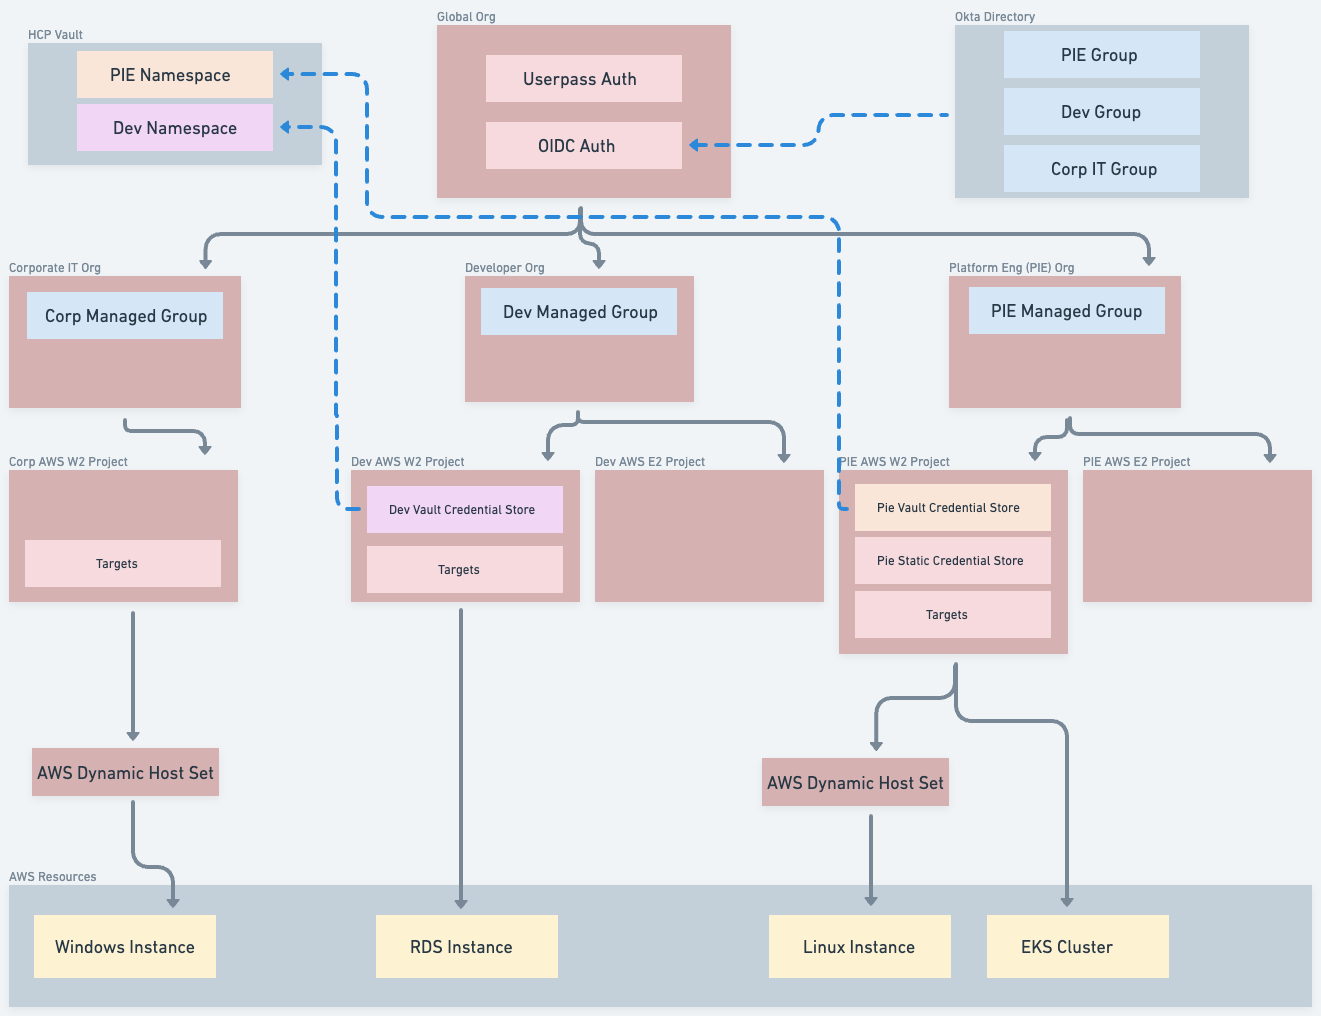 Global Org
Okta Directory
HCP Vault
PIE Namespace
Dev Namespace
Userpass Auth
OIDC Auth
PIE Group
Dev Group
Corp IT Group
Corporate IT Org
Corp Managed Group
Developer Org
Dev Managed Group
Platform Eng (PIE) Org
PIE Managed Group
Corp AWS W2 Project
Targets
Dev AWS W2 Project
Dev Vault Credential Store
Targets
Dev AWS E2 Project
PIE AWS W2 Project
Pie Vault Credential Store
Pie Static Credential Store
Targets
PIE AWS E2 Project
AWS Dynamic Host Set
AWS Dynamic Host Set
AWS Resources
Windows Instance
RDS Instance
Linux Instance
EKS Cluster